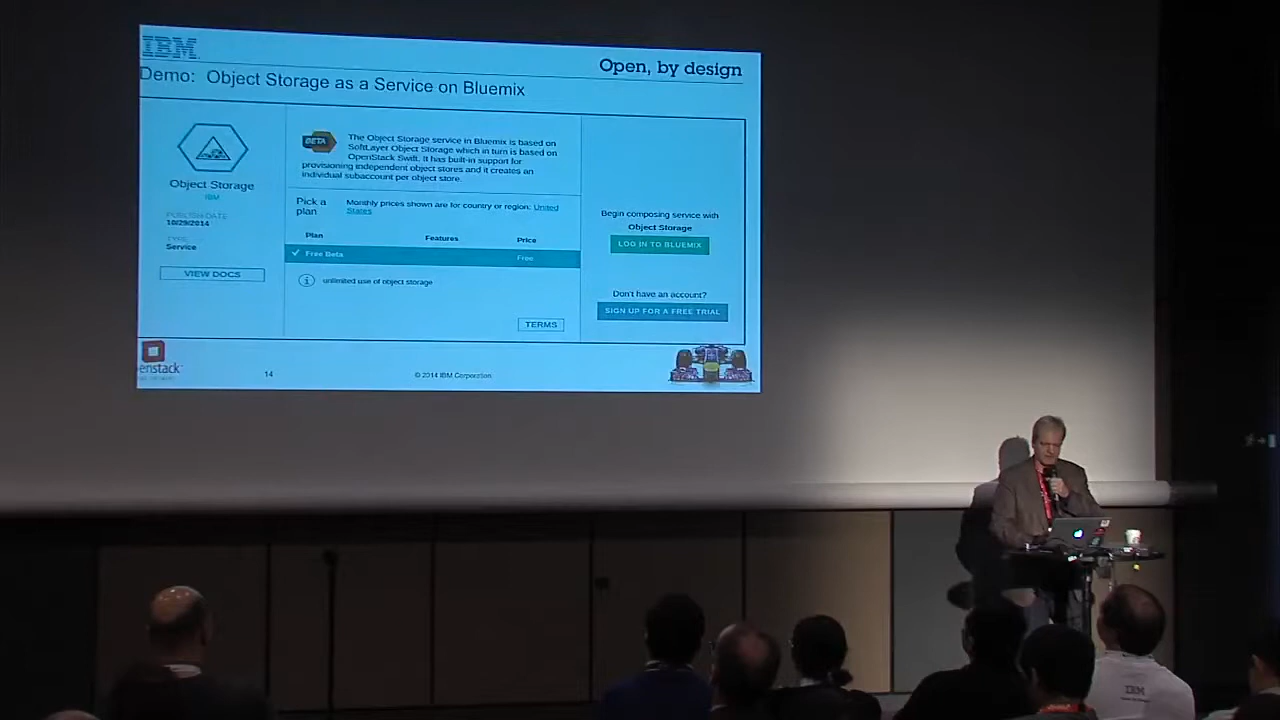 IBM
Open, by design
Demo: Object Storage as a Service on Bluemix
Object Storage
IBM
PUBLISH DATE
10/29/2014
TYPE
Service
VIEW DOCS
BETA
The Object Storage service in Bluemix is based on
SoftLayer Object Storage which in turn is based on
OpenStack Swift. It has built-in support for
provisioning independent object stores and it creates an
individual subaccount per object store.
Pick a
plan
Monthly prices shown are for country or region: United
States
Plan Features Price
Free Beta Free
unlimited use of object storage
TERMS
Begin composing service with
Object Storage
LOG IN TO BLUEMIX
Don't have an account?
SIGN UP FOR A FREE TRIAL
enstack
14
© 2014 IBM Corporation
IBM